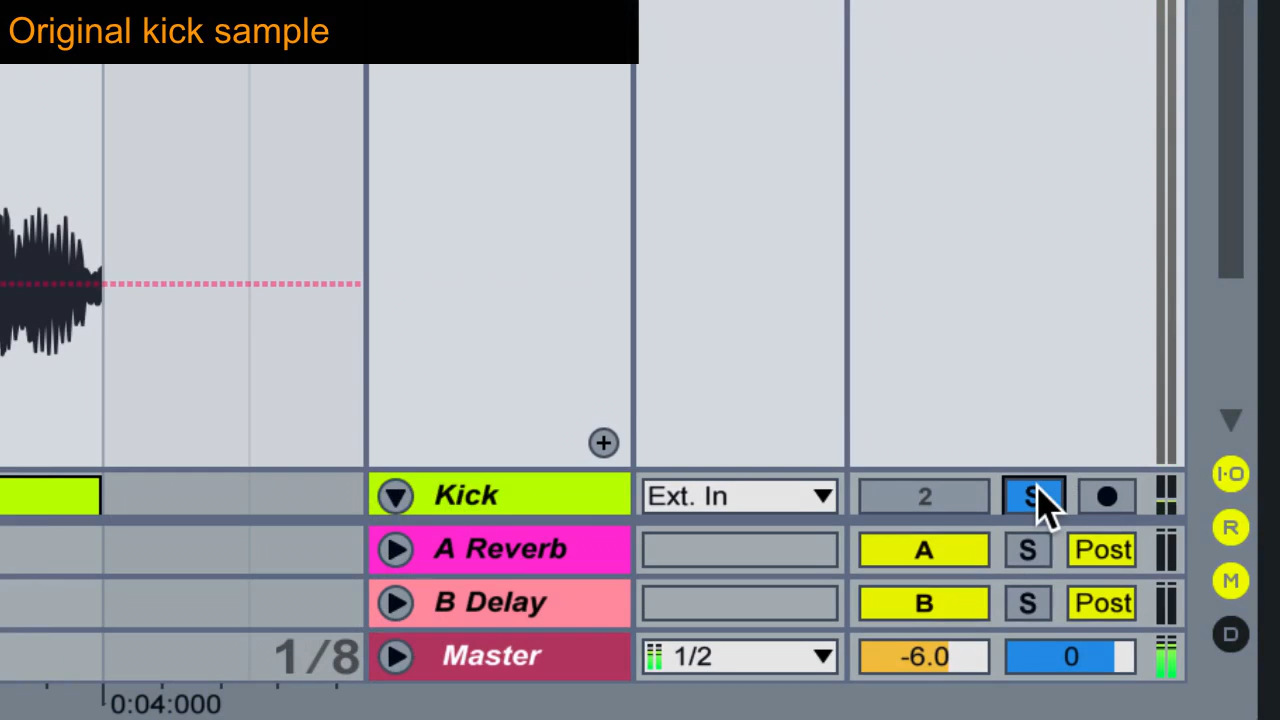 Original kick sample
Kick Ext. In 2 S I·O
A Reverb A S Post R
B Delay B S Post M
1/8 Master 1/2 -6.0 0 D
0:04:000